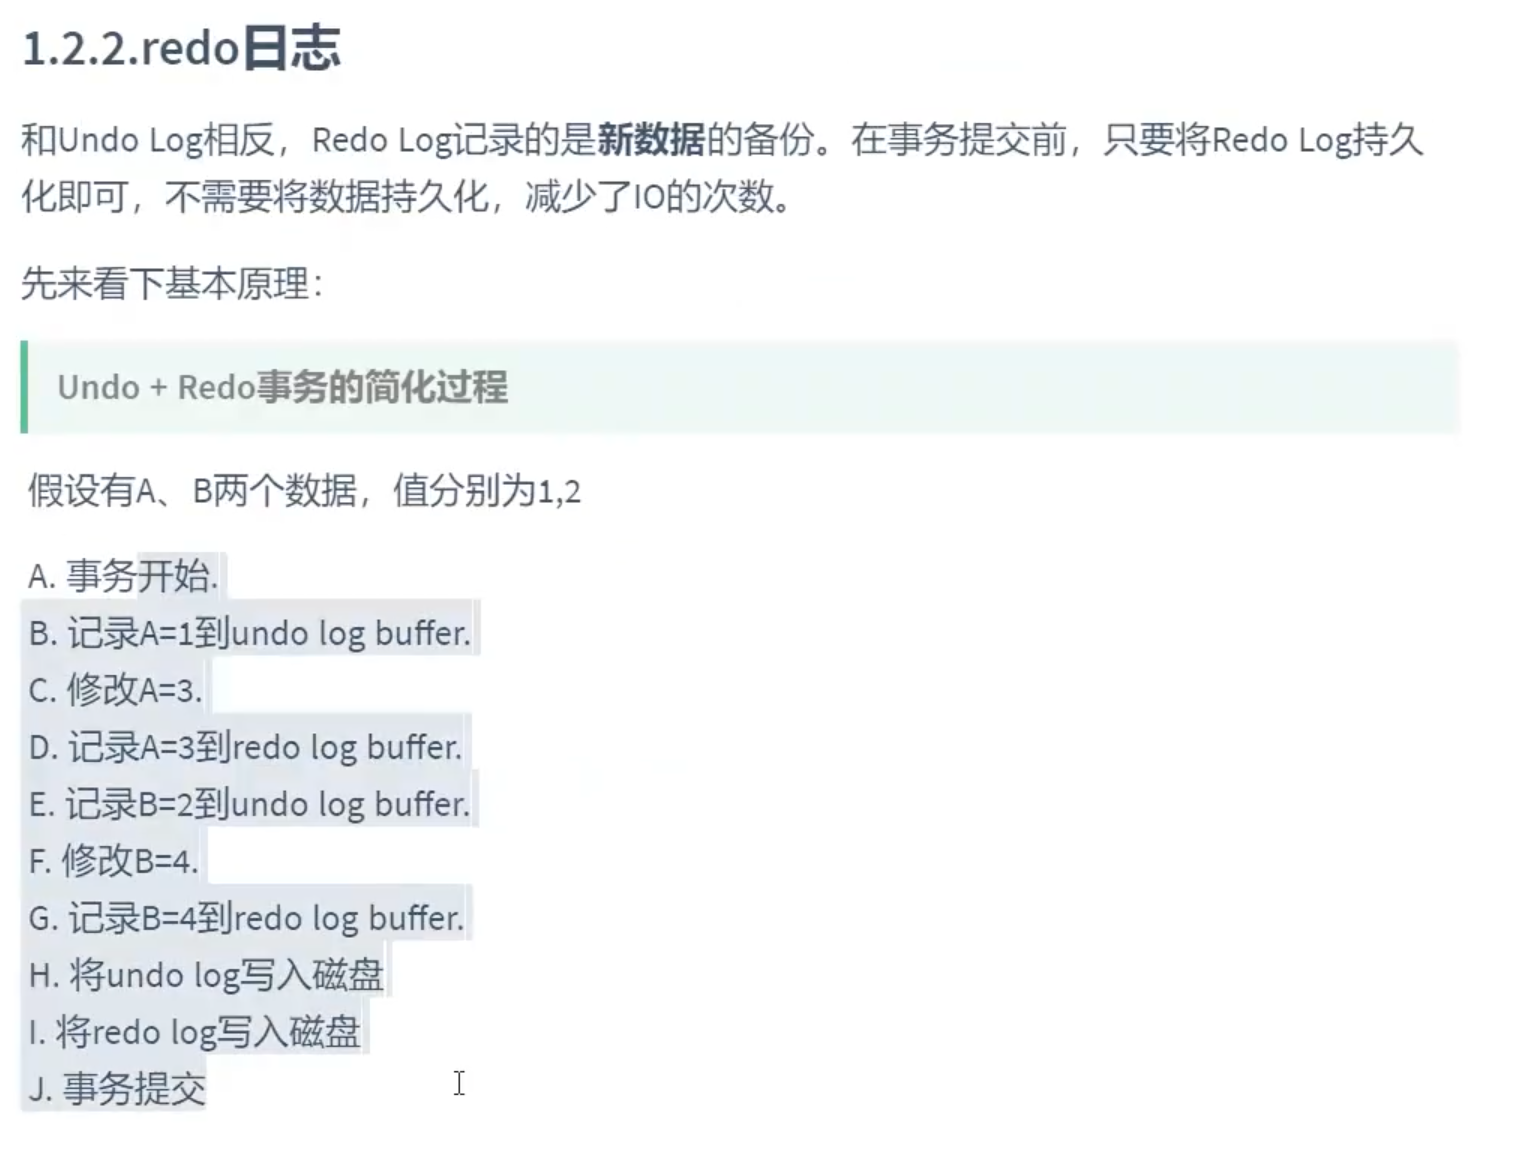 1.2.2.redo日志
和Undo Log相反，Redo Log记录的是新数据的备份。在事务提交前，只要将Redo Log持久
化即可，不需要将数据持久化，减少了IO的次数。
先来看下基本原理：
Undo + Redo事务的简化过程
假设有A、B两个数据，值分别为1,2
A. 事务开始.
B. 记录A=1到undo log buffer.
C. 修改A=3.
D. 记录A=3到redo log buffer.
E. 记录B=2到undo log buffer.
F. 修改B=4.
G. 记录B=4到redo log buffer.
H. 将undo log写入磁盘
I. 将redo log写入磁盘
J. 事务提交